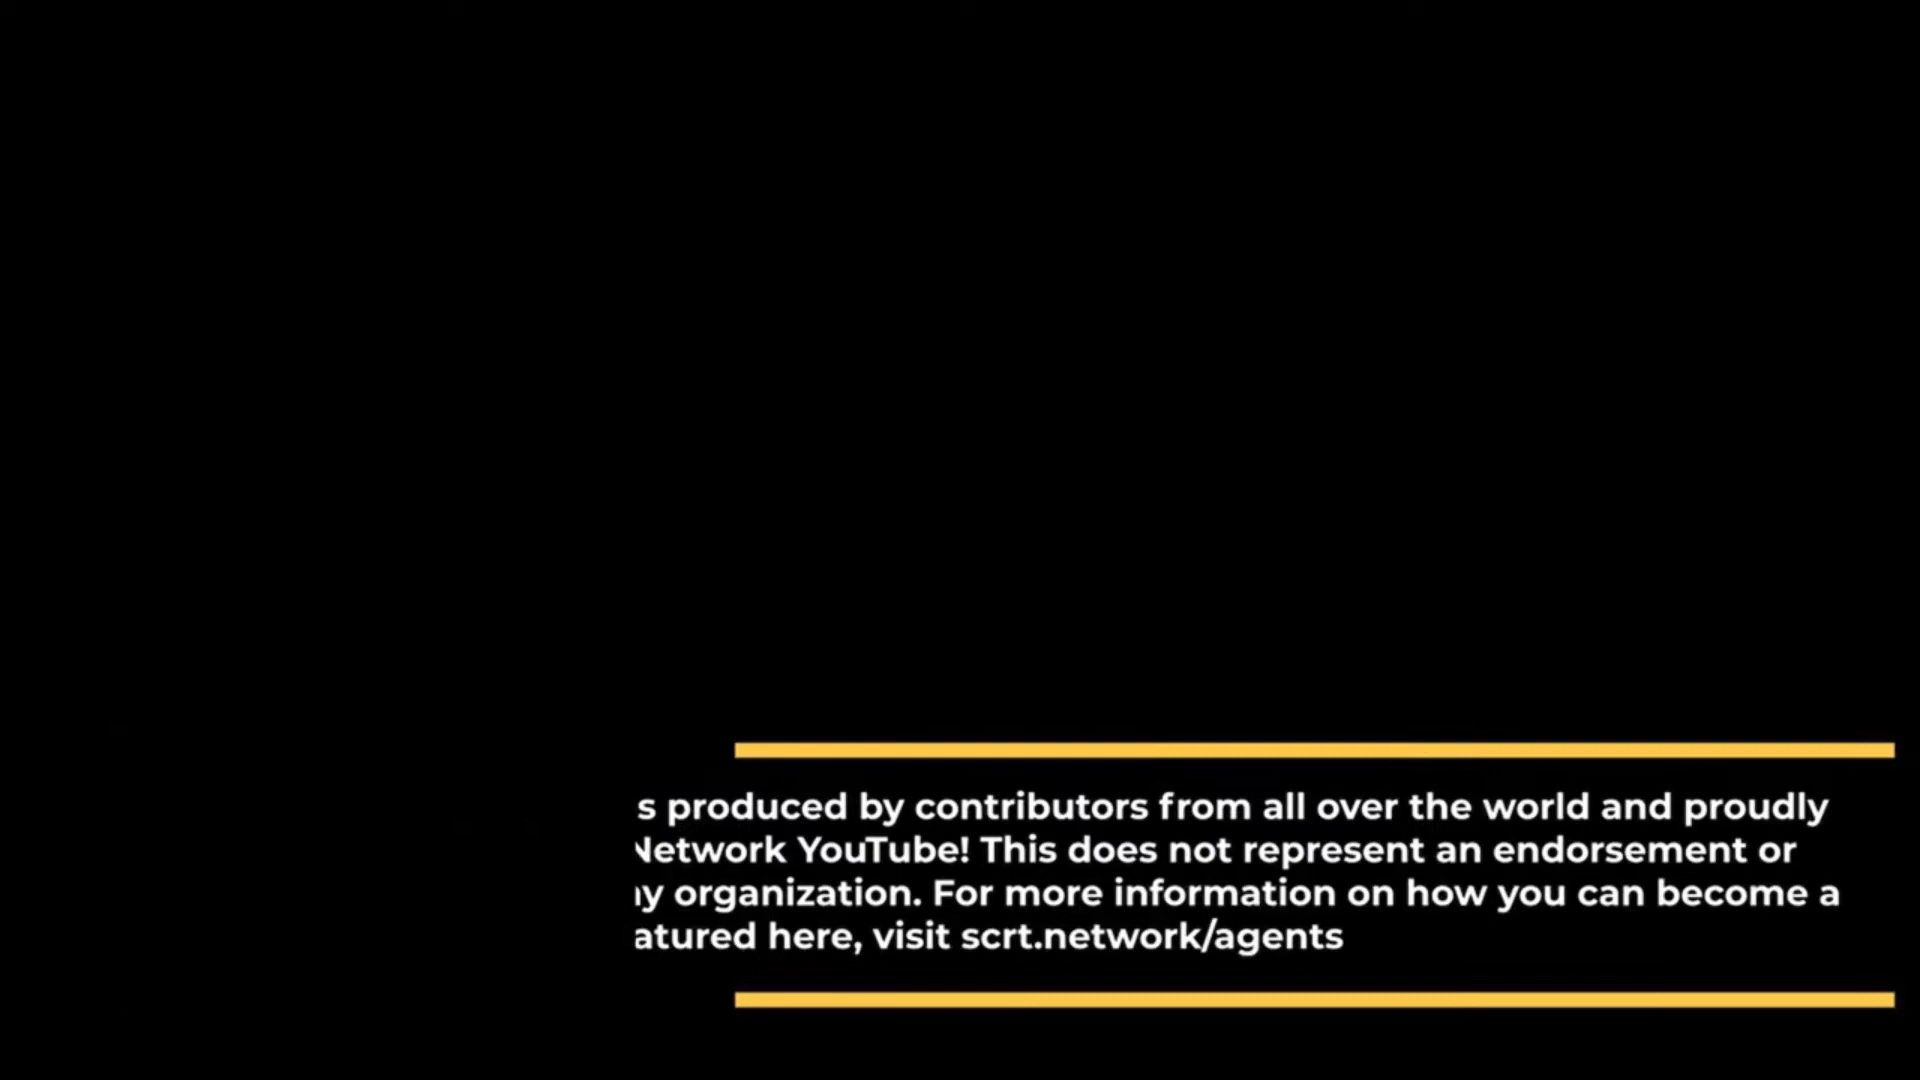 s produced by contributors from all over the world and proudly
Network YouTube! This does not represent an endorsement or
y organization. For more information on how you can become a
atured here, visit scrt.network/agents